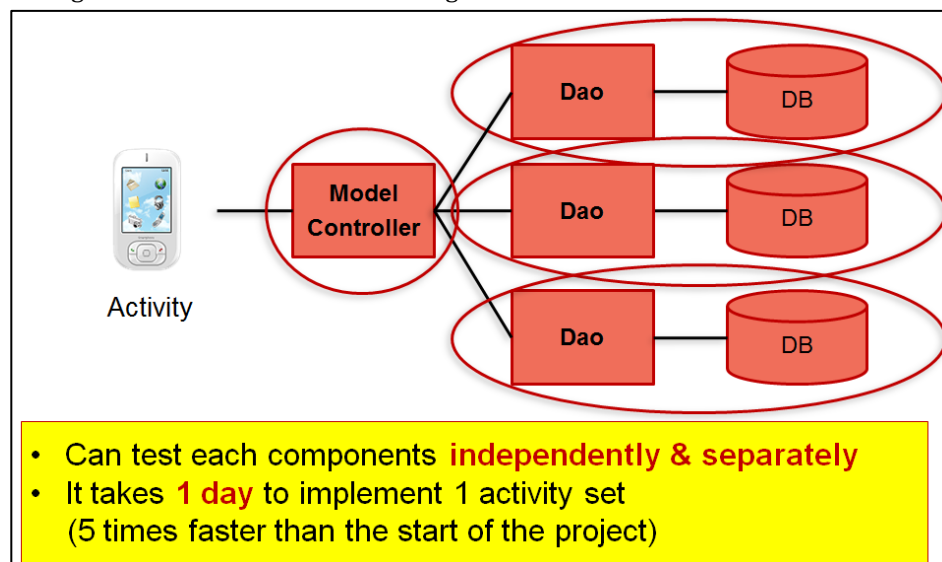 Dao
DB
Model
Controller
Dao
DB
Activity
Dao
DB
• Can test each components independently & separately
• It takes 1 day to implement 1 activity set
(5 times faster than the start of the project)